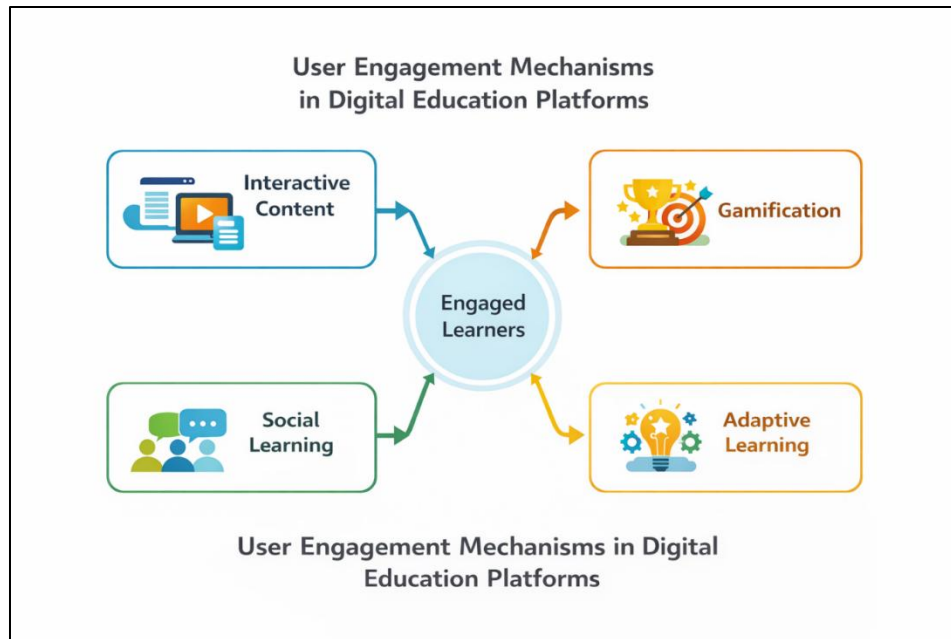 User Engagement Mechanisms
in Digital Education Platforms
Interactive
Content
Gamification
Engaged
Learners
Social
Learning
Adaptive
Learning
User Engagement Mechanisms in Digital
Education Platforms